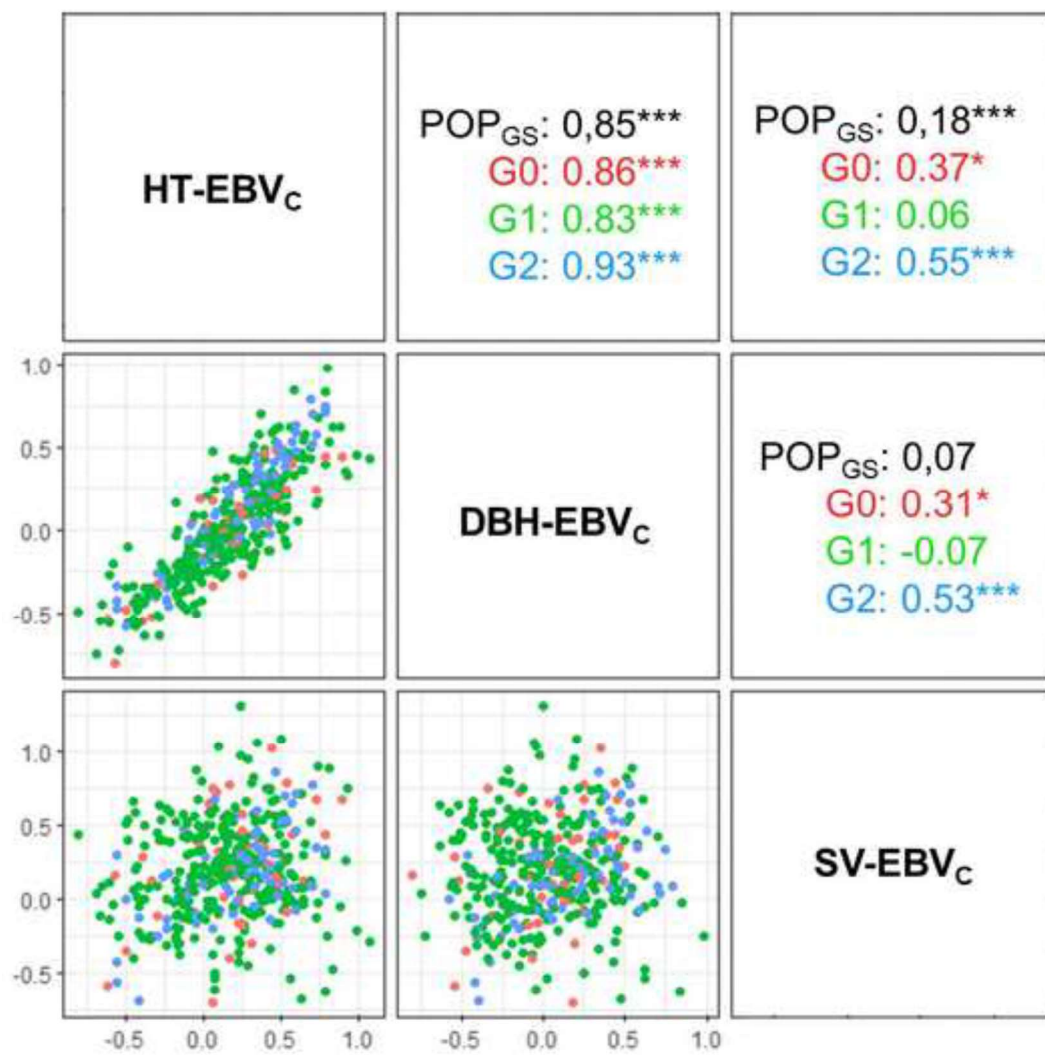 HT-EBVC
POPGS: 0,85***
G0: 0.86***
G1: 0.83***
G2: 0.93***
POPGS: 0,18***
G0: 0.37*
G1: 0.06
G2: 0.55***
1.0
0.5
0.0
-0.5
DBH-EBVC
POPGS: 0,07
G0: 0.31*
G1: -0.07
G2: 0.53***
1.0
0.5
0.0
-0.5
SV-EBVC
-0.5 0.0 0.5 1.0
-0.5 0.0 0.5 1.0